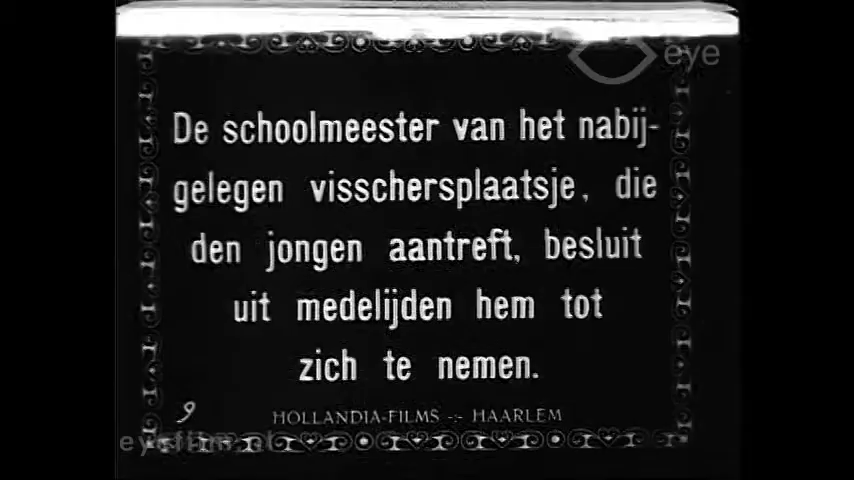 eye
De schoolmeester van het nabij-
gelegen visschersplaatsje, die
den jongen aantreft, besluit
uit medelijden hem tot
zich te nemen.
9
HOLLANDIA-FILMS -:- HAARLEM
eyefilm.nl